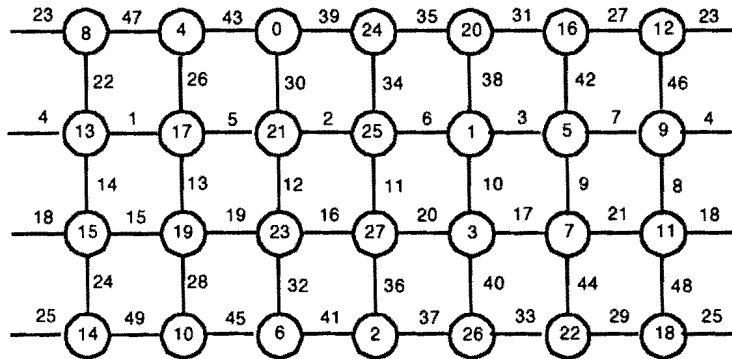 23 47 43 39 35 31 27 23
8 4 0 24 20 16 12
22 26 30 34 38 42 46
4 1 5 2 6 3 7 4
13 17 21 25 1 5 9
14 13 12 11 10 9 8
18 15 19 16 20 17 21 18
15 19 23 27 3 7 11
24 28 32 36 40 44 48
25 49 45 41 37 33 29 25
14 10 6 2 26 22 18